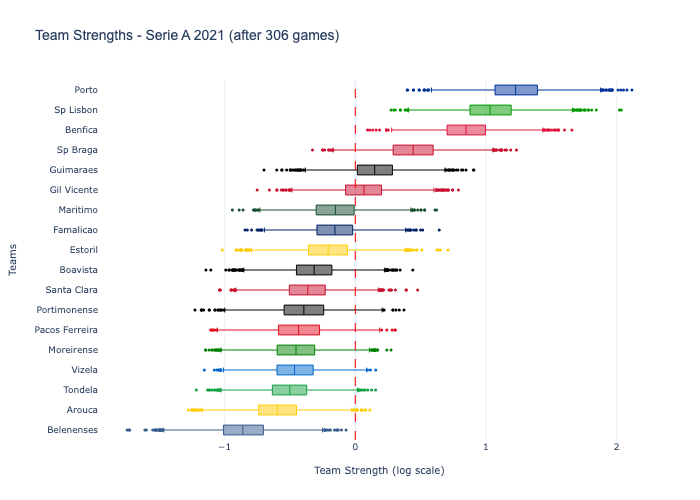 Team Strengths - Serie A 2021 (after 306 games)
Porto
Sp Lisbon
Benfica
Sp Braga
Guimaraes
Gil Vicente
Maritimo
Famalicao
Estoril
Boavista
Santa Clara
Portimonense
Pacos Ferreira
Moreirense
Vizela
Tondela
Arouca
Belenenses
Teams
−1 0 1 2
Team Strength (log scale)